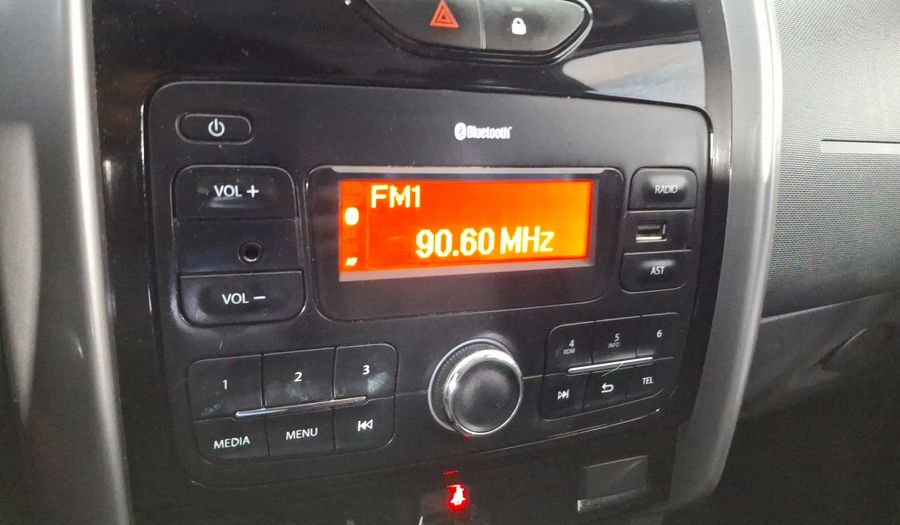 Bluetooth
VOL +
FM1
90.60 MHz
AF
RADIO
AST
VOL −
1
2
3
4
RDM
5
INFO
6
MEDIA
MENU
TEL